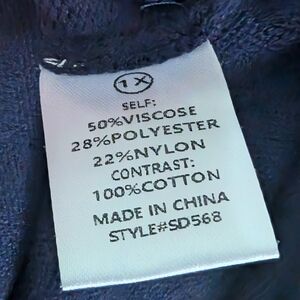 1X
SELF:
50%VISCOSE
28%POLYESTER
22%NYLON
CONTRAST:
100%COTTON
MADE IN CHINA
STYLE#SD568